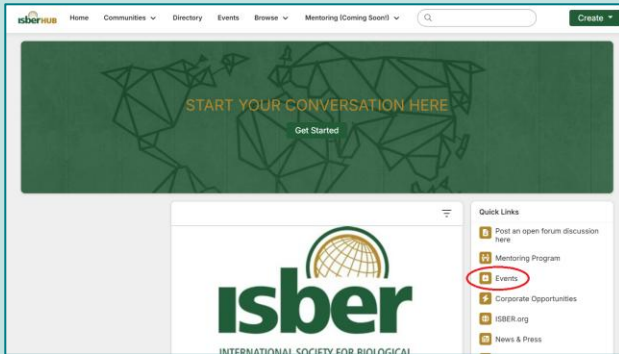 isberHUB
Home Communities Directory Events Browse Mentoring (Coming Soon!) Create
START YOUR CONVERSATION HERE
Get Started
Quick Links
Post an open forum discussion
here
Mentoring Program
Events
Corporate Opportunities
ISBER.org
News & Press
isber
INTERNATIONAL SOCIETY FOR BIOLOGICAL